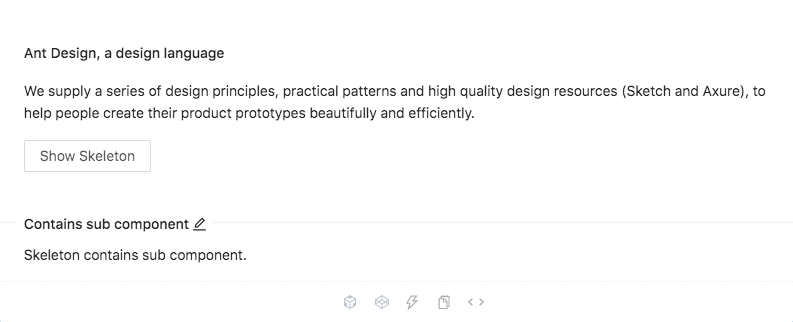 Ant Design, a design language
We supply a series of design principles, practical patterns and high quality design resources (Sketch and Axure), to
help people create their product prototypes beautifully and efficiently.
Show Skeleton
Contains sub component
Skeleton contains sub component.